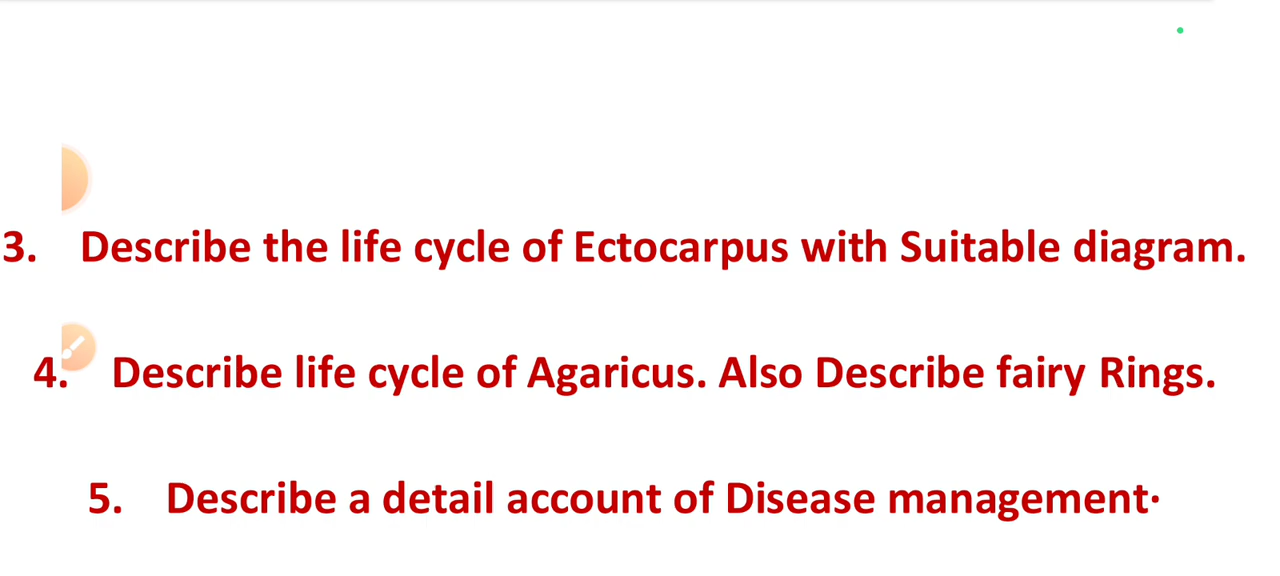 3. Describe the life cycle of Ectocarpus with Suitable diagram.
4. Describe life cycle of Agaricus. Also Describe fairy Rings.
5. Describe a detail account of Disease management·